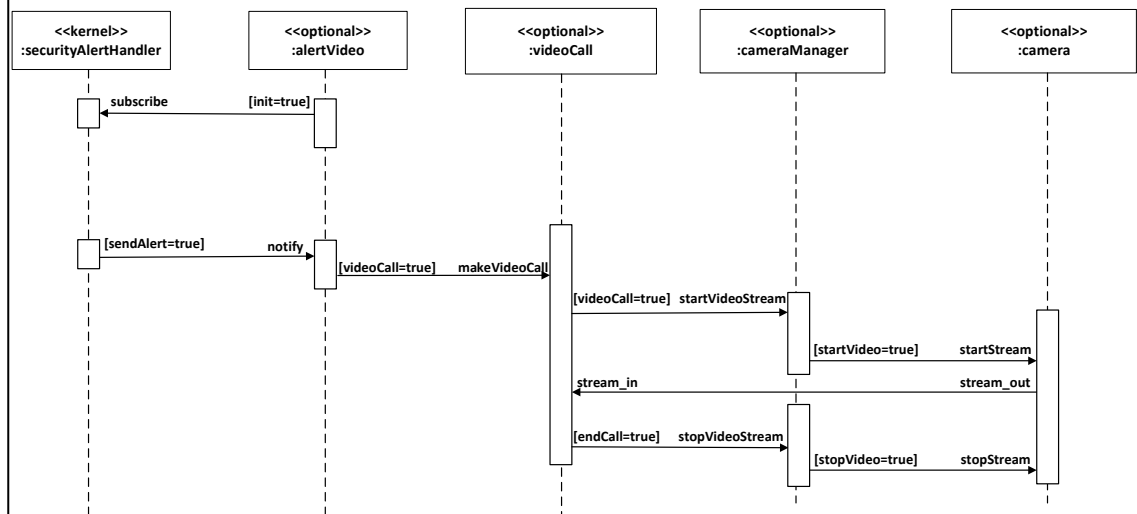 <<kernel>>
:securityAlertHandler
<<optional>>
:alertVideo
<<optional>>
:videoCall
<<optional>>
:cameraManager
<<optional>>
:camera
subscribe [init=true]
[sendAlert=true] notify
[videoCall=true] makeVideoCall
[videoCall=true] startVideoStream
[startVideo=true] startStream
stream_in stream_out
[endCall=true] stopVideoStream
[stopVideo=true] stopStream